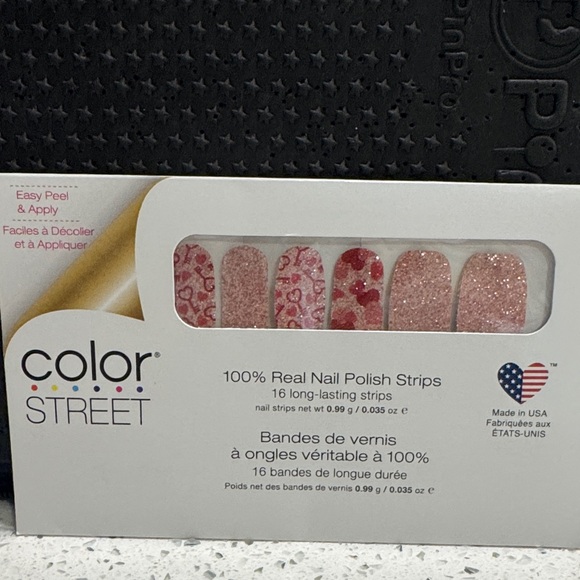 PinPro
Easy Peel
& Apply
Faciles à Décoller
et à Appliquer
color®
STREET
100% Real Nail Polish Strips
16 long-lasting strips
nail strips net wt 0.99 g / 0.035 oz ℮
Bandes de vernis
à ongles véritable à 100%
16 bandes de longue durée
Poids net des bandes de vernis 0.99 g / 0.035 oz ℮
™
Made in USA
Fabriquées aux
ÉTATS-UNIS